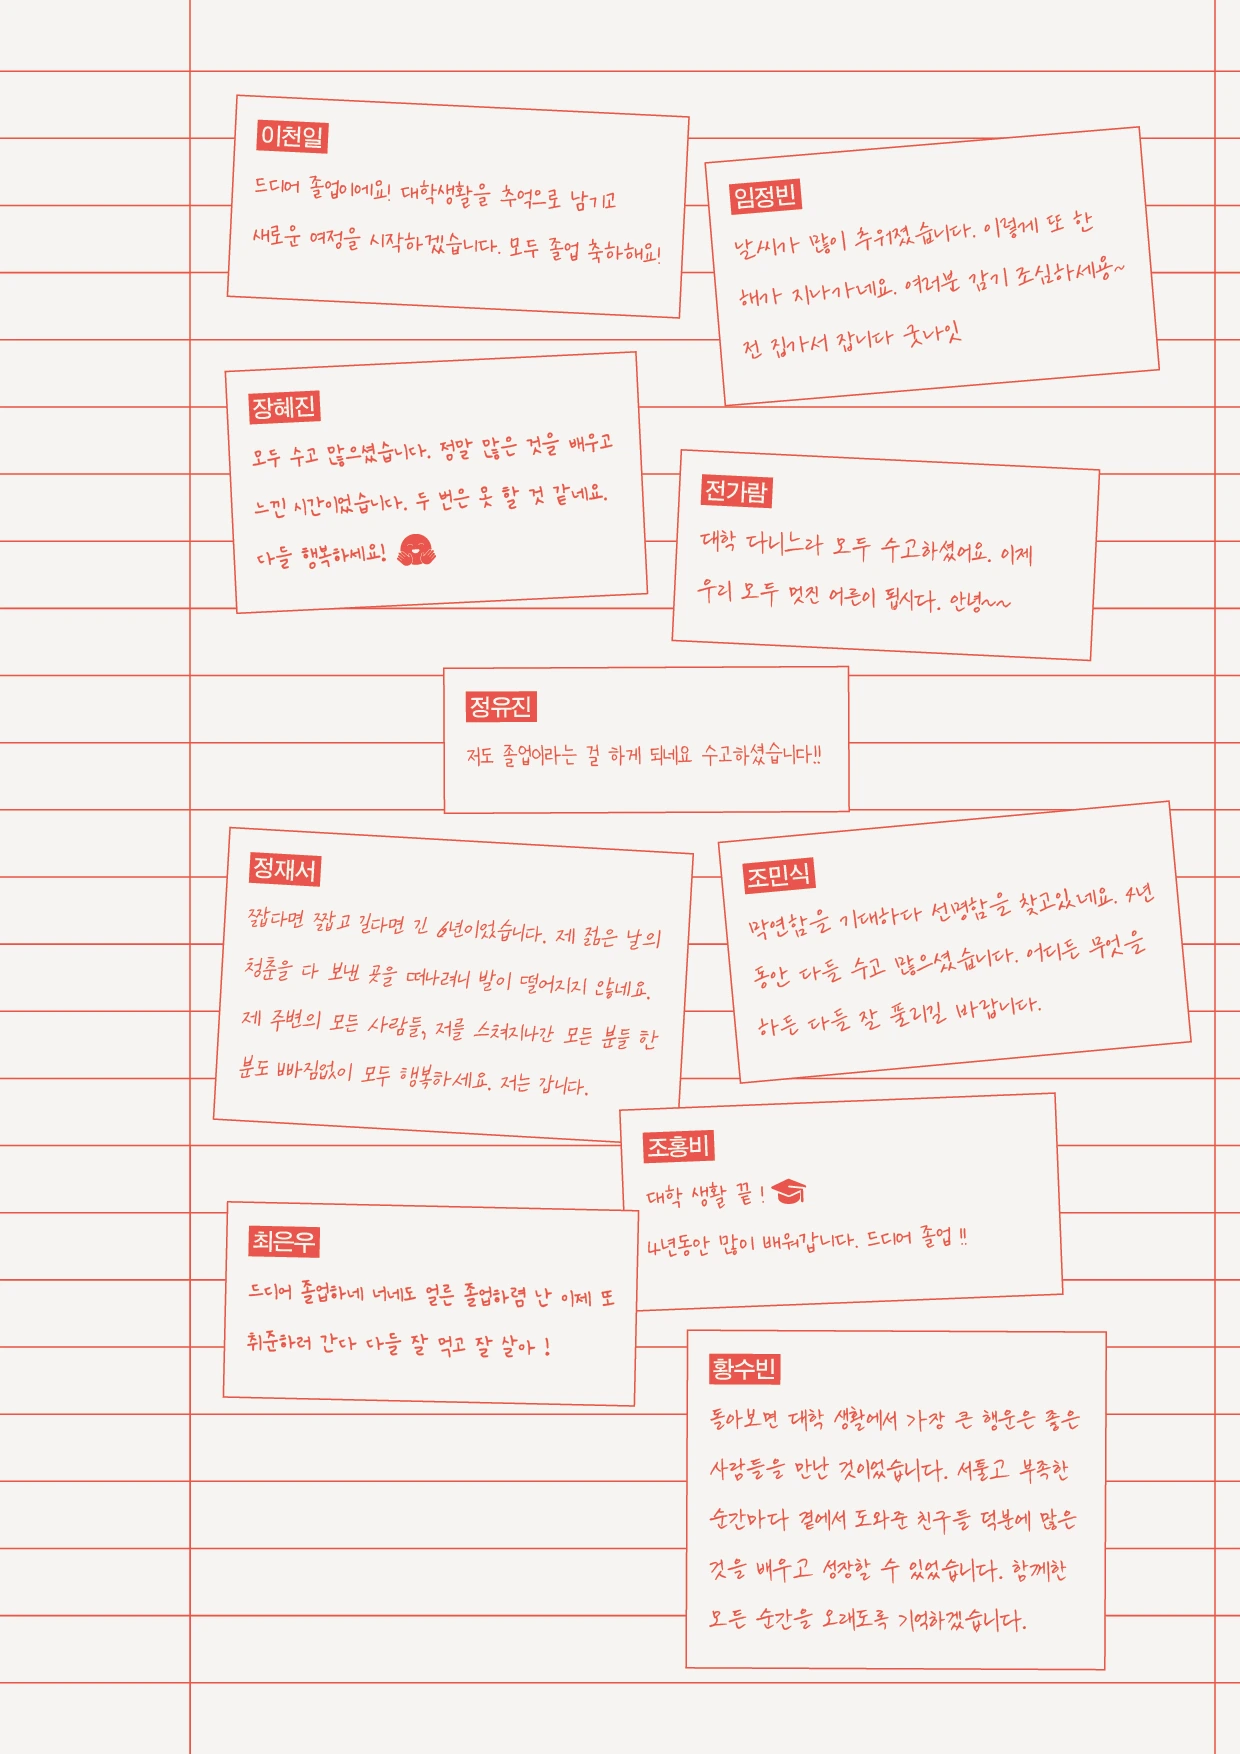 이천일
드디어 졸업이에요! 대학생활을 추억으로 남기고
새로운 여정을 시작하겠습니다. 모두 졸업 축하해요!
임정빈
날씨가 많이 추워졌습니다. 이렇게 또 한
해가 지나가네요. 여러분 감기 조심하세용~
전 집가서 잡니다 굿나잇
장혜진
모두 수고 많으셨습니다. 정말 많은 것을 배우고
느낀 시간이었습니다. 두 번은 못 할 것 같네요.
다들 행복하세요!
전가람
대학 다니느라 모두 수고하셨어요. 이제
우리 모두 멋진 어른이 됩시다. 안녕~~
정유진
저도 졸업이라는 걸 하게 되네요 수고하셨습니다!!
정재서
짧다면 짧고 길다면 긴 6년이었습니다. 제 젊은 날의
청춘을 다 보낸 곳을 떠나려니 발이 떨어지지 않네요.
제 주변의 모든 사람들, 저를 스쳐지나간 모든 분들 한
분도 빠짐없이 모두 행복하세요. 저는 갑니다.
조민식
막연함을 기대하다 선명함을 찾고있네요. 4년
동안 다들 수고 많으셨습니다. 어디든 무엇을
하든 다들 잘 풀리길 바랍니다.
조홍비
대학 생활 끝!
4년동안 많이 배워갑니다. 드디어 졸업!!
최은우
드디어 졸업하네 너네도 얼른 졸업하렴 난 이제 또
취준하러 간다 다들 잘 먹고 잘 살아!
황수빈
돌아보면 대학 생활에서 가장 큰 행운은 좋은
사람들을 만난 것이었습니다. 서툴고 부족한
순간마다 곁에서 도와준 친구들 덕분에 많은
것을 배우고 성장할 수 있었습니다. 함께한
모든 순간을 오래도록 기억하겠습니다.